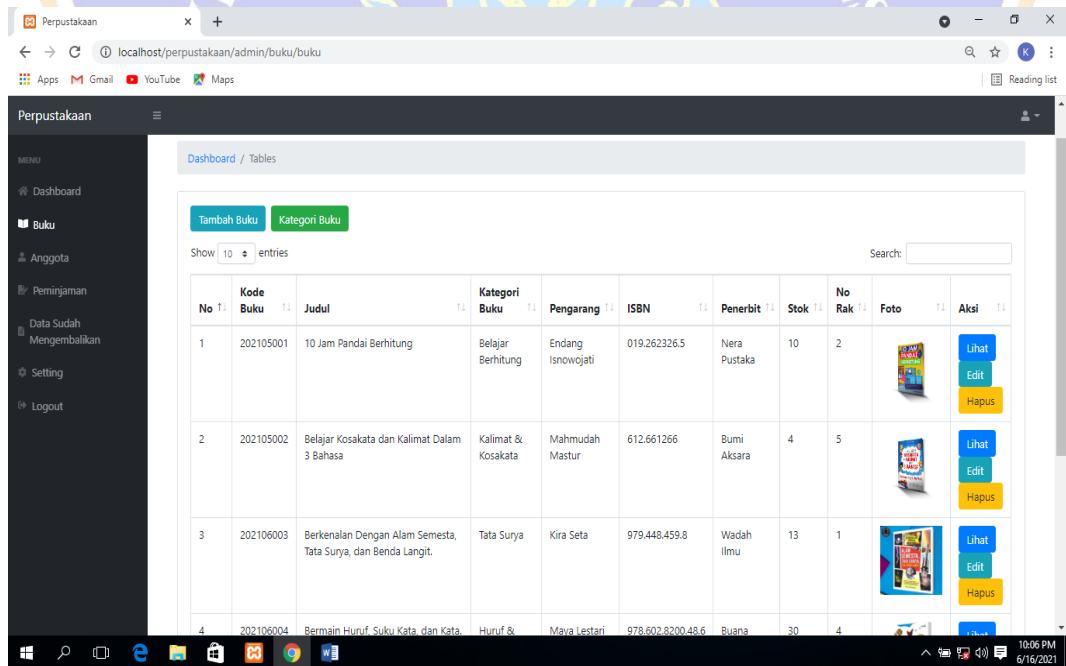 Perpustakaan
localhost/perpustakaan/admin/buku/buku
K
Apps Gmail YouTube Maps Reading list
Perpustakaan
MENU
Dashboard
Buku
Anggota
Peminjaman
Data Sudah
Mengembalikan
Setting
Logout
Dashboard / Tables
Tambah Buku Kategori Buku
Show 10 entries Search:
No Kode Buku Judul Kategori Buku Pengarang ISBN Penerbit Stok No Rak Foto Aksi
1 202105001 10 Jam Pandai Berhitung Belajar Berhitung Endang Isnowojati 019.262326.5 Nera Pustaka 10 2 Lihat
Edit
Hapus
2 202105002 Belajar Kosakata dan Kalimat Dalam 3 Bahasa Kalimat & Kosakata Mahmudah Mastur 612.661266 Bumi Aksara 4 5 Lihat
Edit
Hapus
3 202106003 Berkenalan Dengan Alam Semesta, Tata Surya, dan Benda Langit. Tata Surya Kira Seta 979.448.459.8 Wadah Ilmu 13 1 Lihat
Edit
Hapus
4 202106004 Bermain Huruf, Suku Kata, dan Kata. Huruf & Maya Lestari 978.602.8200.48.6 Buana 30 4 Lihat
10:06 PM
6/16/2021